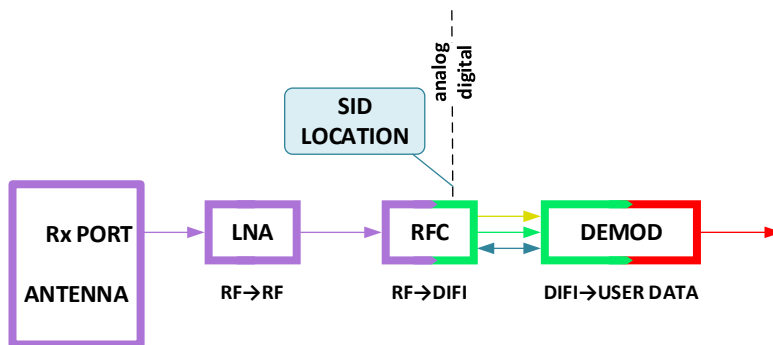 analog
digital
SID
LOCATION
Rx PORT
ANTENNA
LNA
RF→RF
RFC
RF→DIFI
DEMOD
DIFI→USER DATA